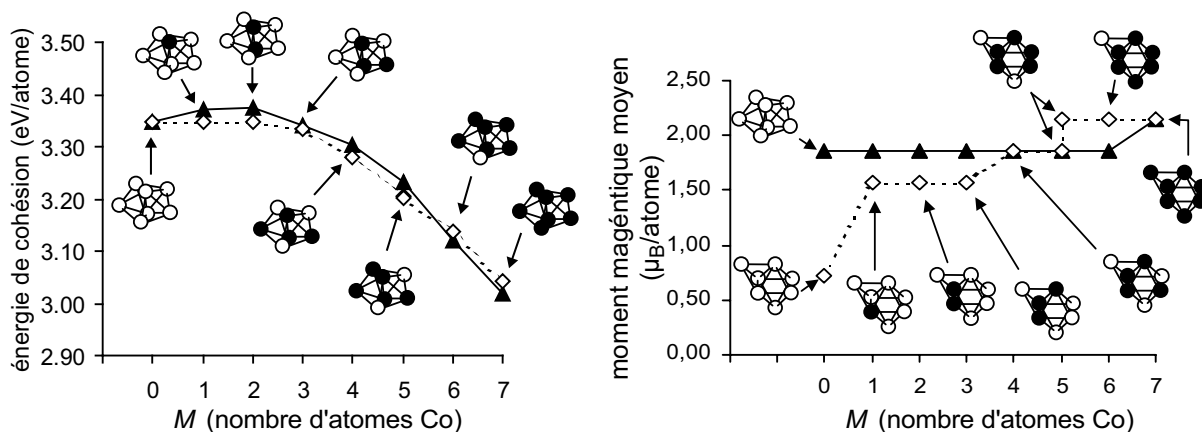 énergie de cohésion (eV/atome)
3.50
3.40
3.30
3.20
3.10
3.00
2.90
0 1 2 3 4 5 6 7
M (nombre d'atomes Co)
moment magéntique moyen
(µB/atome)
2,50
2,00
1,50
1,00
0,50
0,00
0 1 2 3 4 5 6 7
M (nombre d'atomes Co)